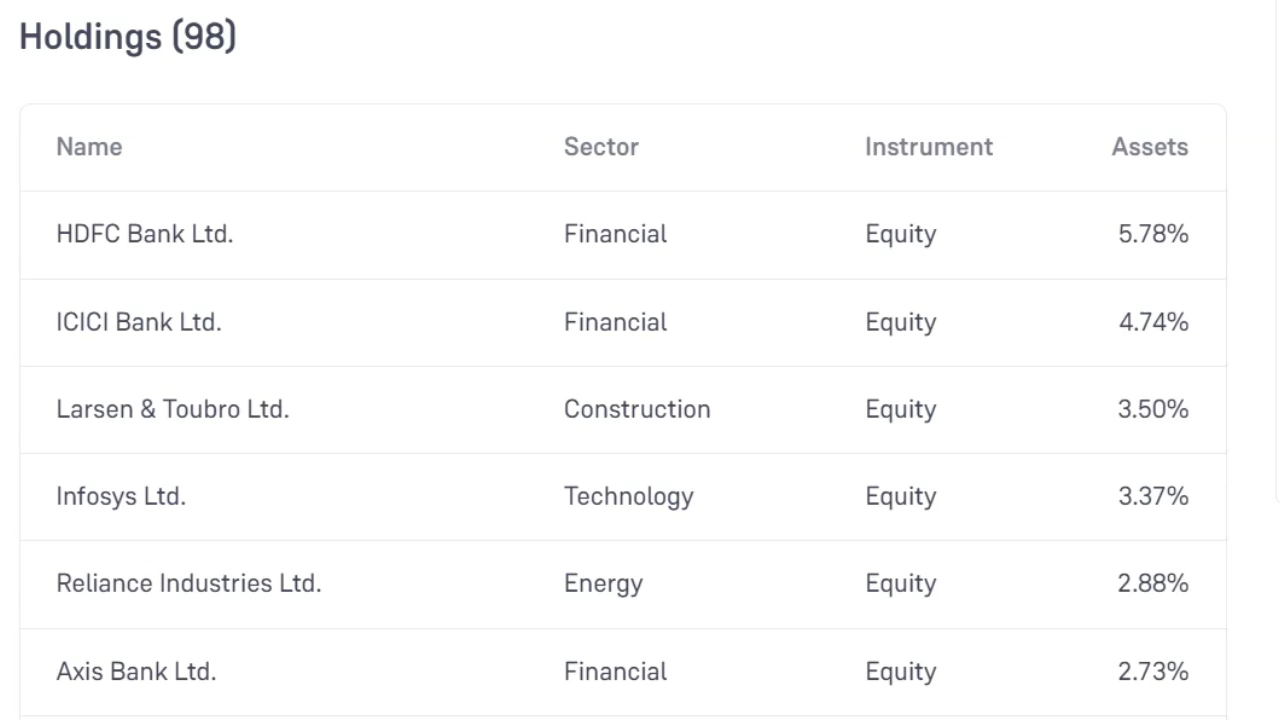 Holdings (98)
Name Sector Instrument Assets
HDFC Bank Ltd. Financial Equity 5.78%
ICICI Bank Ltd. Financial Equity 4.74%
Larsen & Toubro Ltd. Construction Equity 3.50%
Infosys Ltd. Technology Equity 3.37%
Reliance Industries Ltd. Energy Equity 2.88%
Axis Bank Ltd. Financial Equity 2.73%